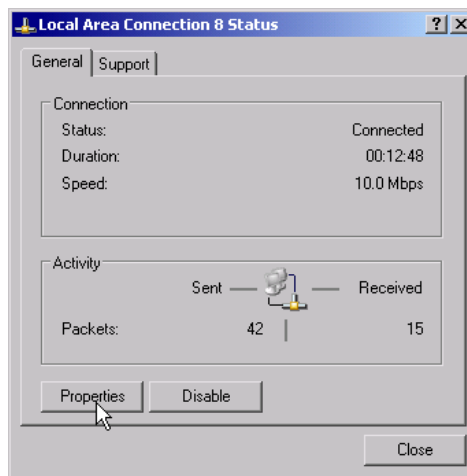 Local Area Connection 8 Status
General Support
Connection
Status: Connected
Duration: 00:12:48
Speed: 10.0 Mbps
Activity
Sent Received
Packets: 42 15
Properties Disable
Close